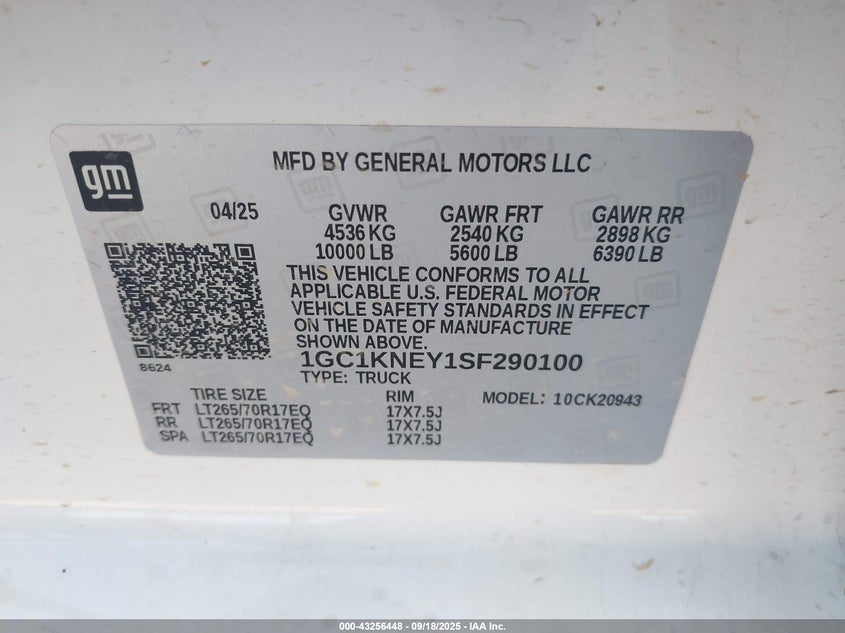 gm
MFD BY GENERAL MOTORS LLC
04/25 GVWR GAWR FRT GAWR RR
4536 KG 2540 KG 2898 KG
10000 LB 5600 LB 6390 LB
THIS VEHICLE CONFORMS TO ALL
APPLICABLE U.S. FEDERAL MOTOR
VEHICLE SAFETY STANDARDS IN EFFECT
ON THE DATE OF MANUFACTURE
SHOWN ABOVE.
8624
1GC1KNEY1SF290100
TYPE: TRUCK
TIRE SIZE RIM MODEL: 10CK20943
FRT LT265/70R17EQ 17X7.5J
RR LT265/70R17EQ 17X7.5J
SPA LT265/70R17EQ 17X7.5J
000-43256448 - 09/18/2025 - IAA Inc.